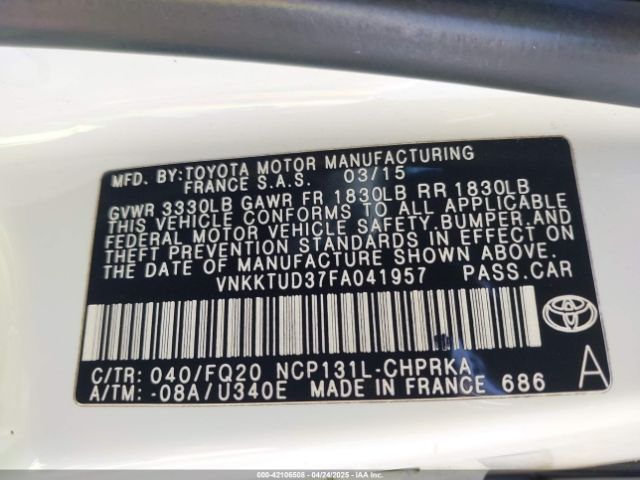 MFD. BY:TOYOTA MOTOR MANUFACTURING
FRANCE S.A.S. 03/15
GVWR 3330LB GAWR FR 1830LB RR 1830LB
THIS VEHICLE CONFORMS TO ALL APPLICABLE
FEDERAL MOTOR VEHICLE SAFETY,BUMPER,AND
THEFT PREVENTION STANDARDS IN EFFECT ON
THE DATE OF MANUFACTURE SHOWN ABOVE.
VNKKTUD37FA041957 PASS.CAR
C/TR: 040/FQ20 NCP131L-CHPRKA A
A/TM: -08A/U340E MADE IN FRANCE 686
000-42106508 - 04/24/2025 - IAAI.COM